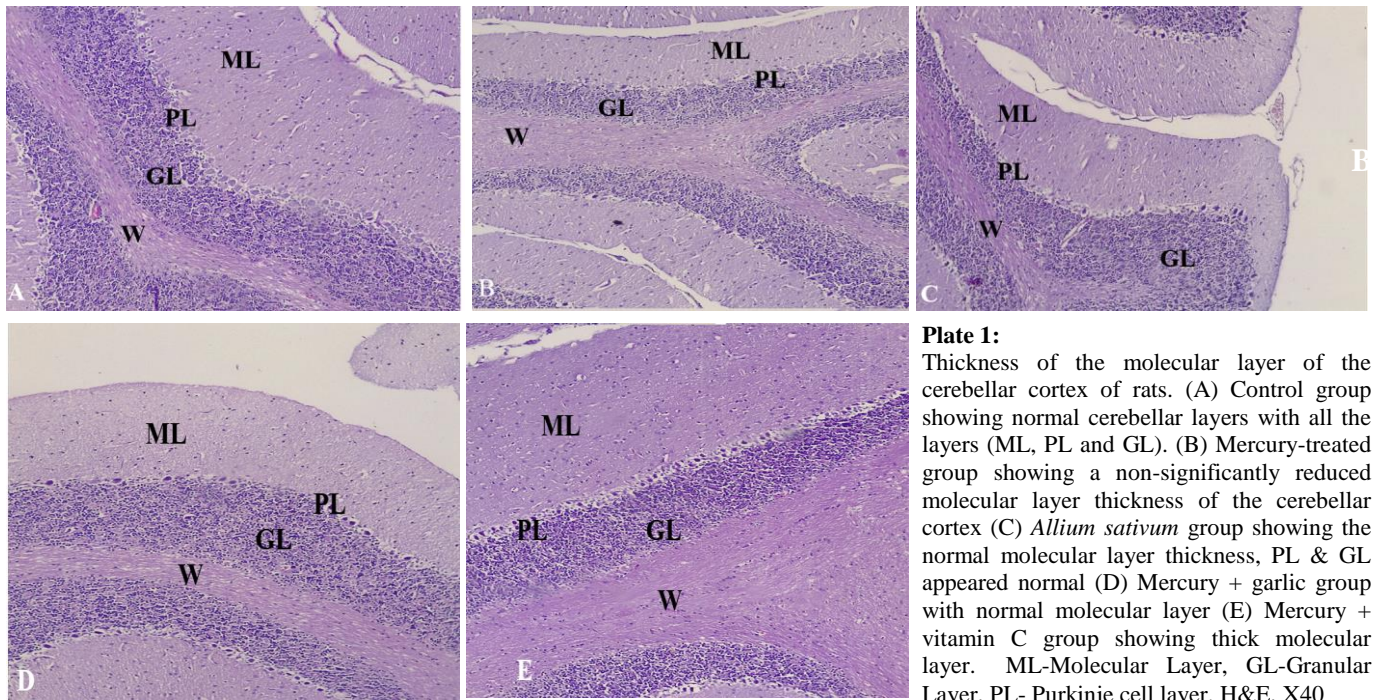 ML
PL
GL
W
A
ML
PL
GL
W
B
ML
PL
W
GL
B
C
ML
PL
GL
W
D
ML
PL
GL
W
E
Plate 1:
Thickness of the molecular layer of the
cerebellar cortex of rats. (A) Control group
showing normal cerebellar layers with all the
layers (ML, PL and GL). (B) Mercury-treated
group showing a non-significantly reduced
molecular layer thickness of the cerebellar
cortex (C) Allium sativum group showing the
normal molecular layer thickness, PL & GL
appeared normal (D) Mercury + garlic group
with normal molecular layer (E) Mercury +
vitamin C group showing thick molecular
layer. ML-Molecular Layer, GL-Granular
Layer, PL- Purkinje cell layer. H&E. X40